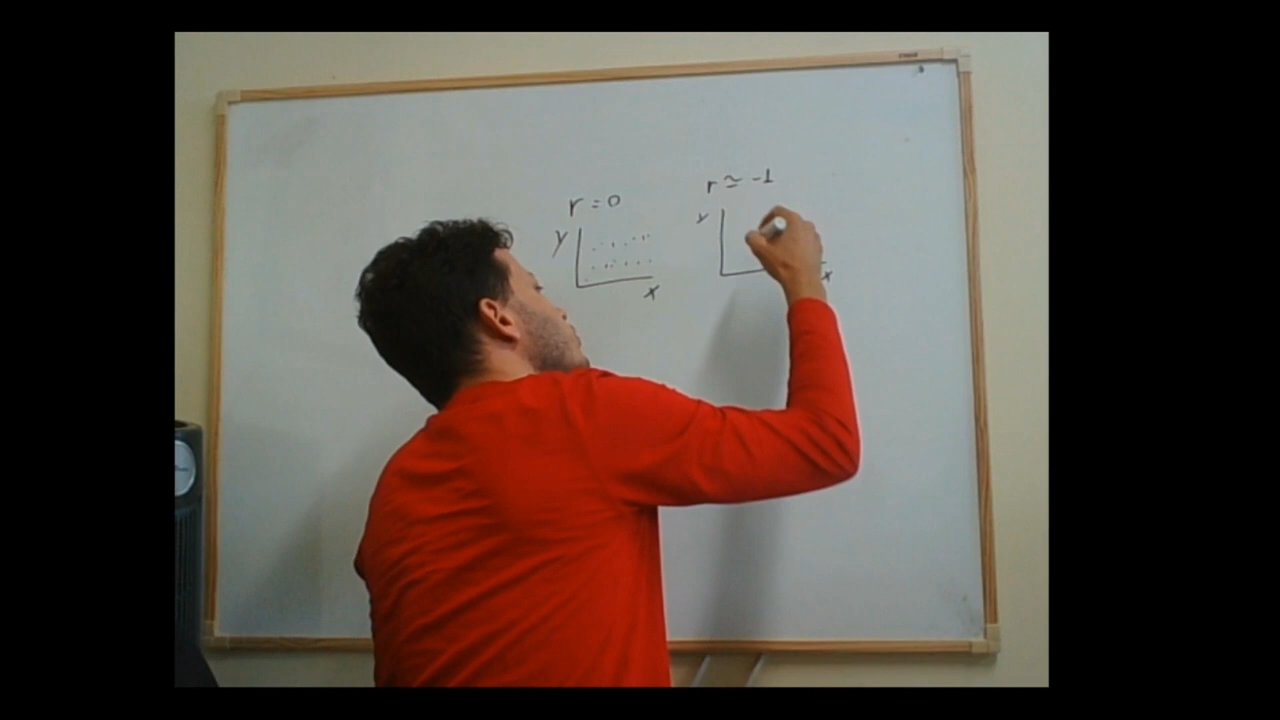 r = 0
y
x
r ≃ -1
y
x